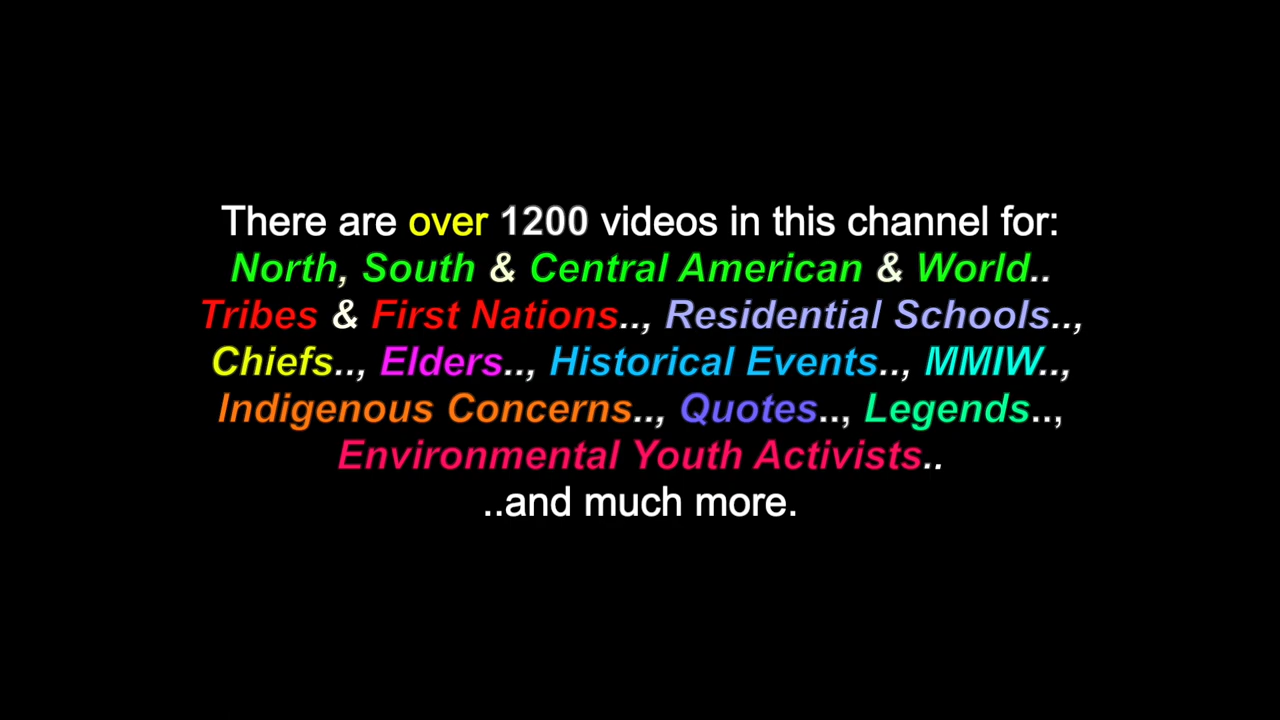 There are over 1200 videos in this channel for:
North, South & Central American & World..
Tribes & First Nations.., Residential Schools..,
Chiefs.., Elders.., Historical Events.., MMIW..,
Indigenous Concerns.., Quotes.., Legends..,
Environmental Youth Activists..
..and much more.